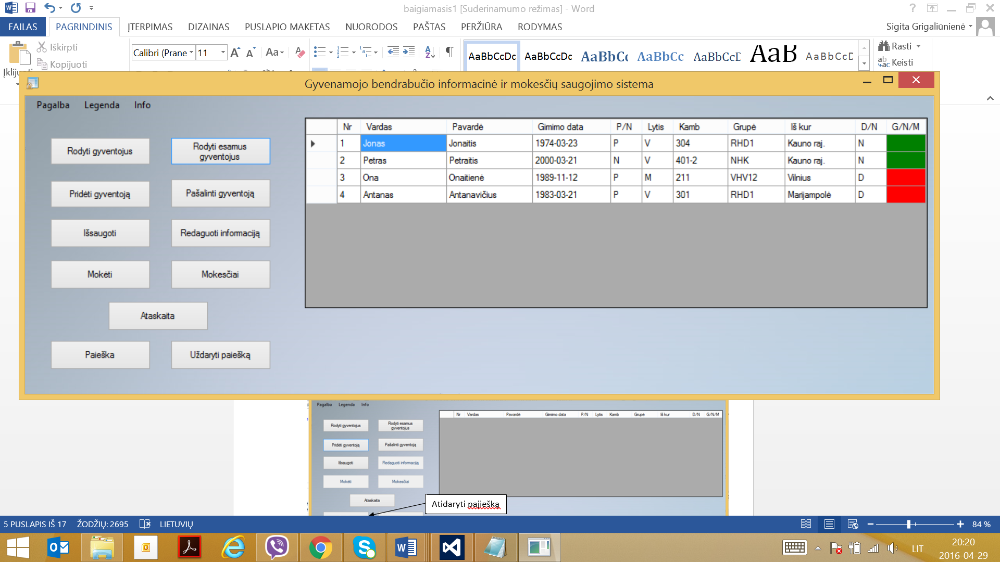 baigiamasis1 [Suderinamumo režimas] - Word
FAILAS PAGRINDINIS ĮTERPIMAS DIZAINAS PUSLAPIO MAKETAS NUORODOS PAŠTAS PERŽIŪRA RODYMAS Sigita Grigaliūnienė
Iškirpti
Kopijuoti
Calibri (Prane 11
AaBbCcDc AaBbCcDc AaBbCc AaBbCc AaBbCcD AaB AaBbCcD
Rasti
Keisti
Gyvenamojo bendrabučio informacinė ir mokesčių saugojimo sistema
Pagalba Legenda Info
Rodyti gyventojus
Rodyti esamus gyventojus
Pridėti gyventoją
Pašalinti gyventoją
Išsaugoti
Redaguoti informaciją
Mokėti
Mokesčiai
Ataskaita
Paieška
Uždaryti paiešką
Nr Vardas Pavardė Gimimo data P/N Lytis Kamb Grupė Iš kur D/N G/N/M
1 Jonas Jonaitis 1974-03-23 P V 304 RHD1 Kauno raj. N
2 Petras Petraitis 2000-03-21 N V 401-2 NHK Kauno raj. N
3 Ona Onaitienė 1989-11-12 P M 211 VHV12 Vilnius D
4 Antanas Antanavičius 1983-03-21 P V 301 RHD1 Marijampolė D
Pagalba Legenda Info
Nr Vardas Pavardė Gimimo data P/N Lytis Kamb Grupė Iš kur D/N G/N/M
Rodyti gyventojus
Rodyti esamus gyventojus
Pridėti gyventoją
Pašalinti gyventoją
Išsaugoti
Redaguoti informaciją
Mokėti
Mokesčiai
Ataskaita
Atidaryti pajiešką
5 PUSLAPIS IŠ 17 ŽODŽIŲ: 2695 LIETUVIŲ 84 %
LIT
20:20
2016-04-29